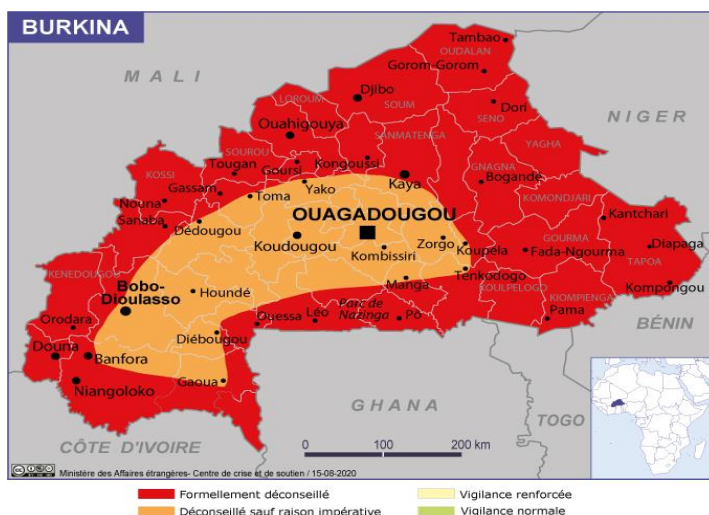 BURKINA
MALI
NIGER
Tambao
OUDALAN
Gorom-Gorom
Djibo
LOROUM
SOUM
Dori
SENO
Ouahigouya
SANMATENGA
YAGHA
SOUROU
Tougan
Goursi
Kongoussi
GNAGNA
KOSSI
Gassam
Yako
Kaya
Bogandé
KOMONDJARI
Nouna
Toma
Sanaba
OUAGADOUGOU
Kantchari
Dédougou
Koudougou
Zorgo
Koupéla
GOURMA
Diapaga
Kombissiri
Fada-Ngourma
TAPOA
KENEDOUGOU
Tenkodogo
Bobo-
Dioulasso
Houndé
Manga
KOULPELOGO
KIOMPIENGA
Kompongou
Parc de
Nazinga
Orodara
Ouessa
Léo
Pô
Pama
BÉNIN
Diébougou
Douna
Banfora
Gaoua
Niangoloko
GHANA
TOGO
CÔTE D'IVOIRE
0 100 200 km
Ministère des Affaires étrangères- Centre de crise et de soutien / 15-08-2020
Formellement déconseillé
Vigilance renforcée
Déconseillé sauf raison impérative
Vigilance normale